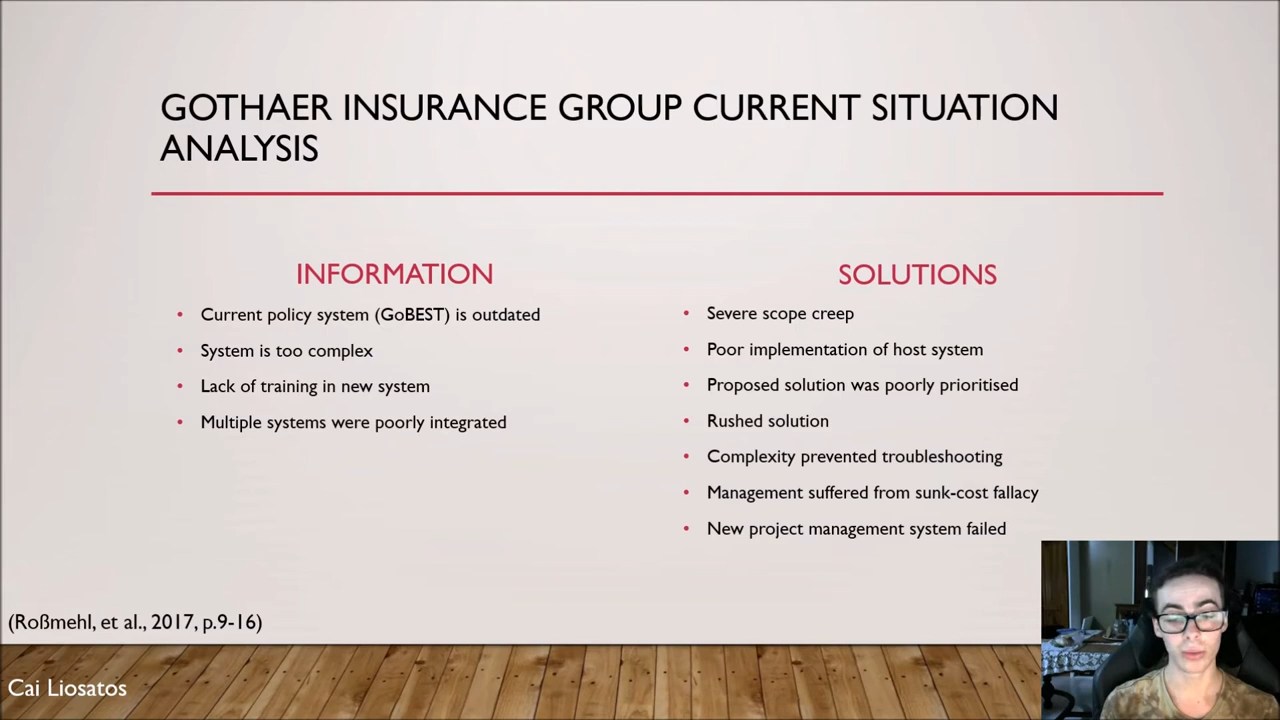 GOTHAER INSURANCE GROUP CURRENT SITUATION
ANALYSIS
INFORMATION
• Current policy system (GoBEST) is outdated
• System is too complex
• Lack of training in new system
• Multiple systems were poorly integrated
SOLUTIONS
• Severe scope creep
• Poor implementation of host system
• Proposed solution was poorly prioritised
• Rushed solution
• Complexity prevented troubleshooting
• Management suffered from sunk-cost fallacy
• New project management system failed
(Roßmehl, et al., 2017, p.9-16)
Cai Liosatos